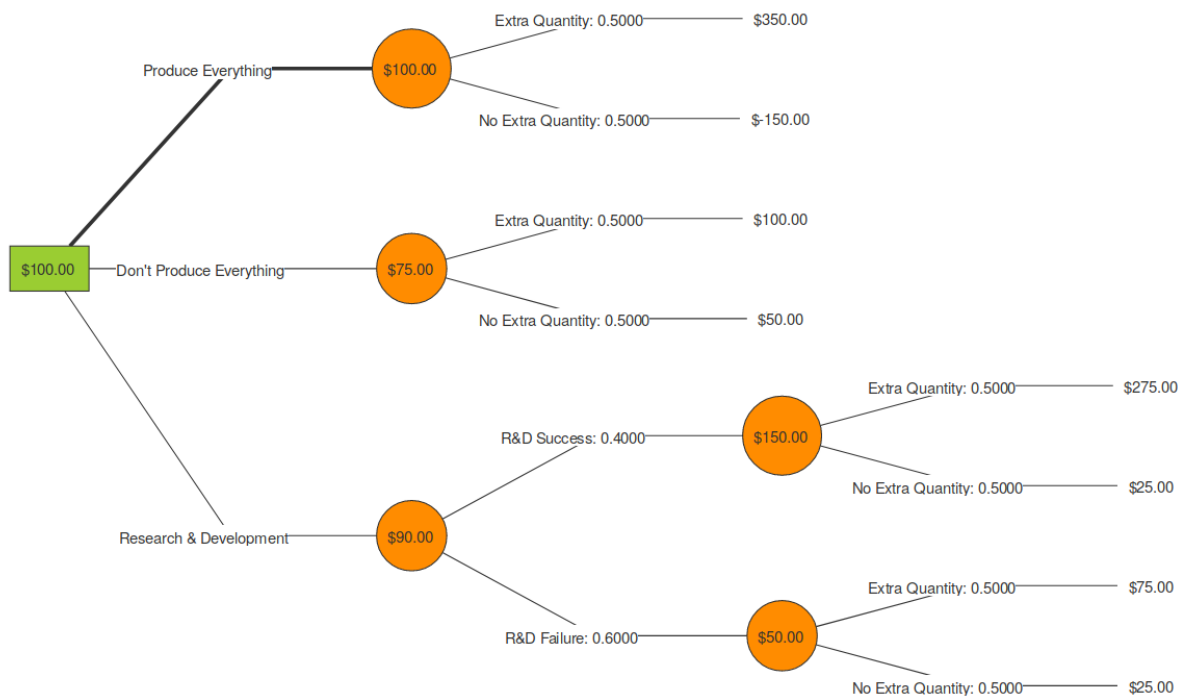 Extra Quantity: 0.5000 $350.00
Produce Everything $100.00
No Extra Quantity: 0.5000 $-150.00
Extra Quantity: 0.5000 $100.00
$100.00 Don't Produce Everything $75.00
No Extra Quantity: 0.5000 $50.00
Extra Quantity: 0.5000 $275.00
R&D Success: 0.4000 $150.00
No Extra Quantity: 0.5000 $25.00
Research & Development $90.00
Extra Quantity: 0.5000 $75.00
R&D Failure: 0.6000 $50.00
No Extra Quantity: 0.5000 $25.00